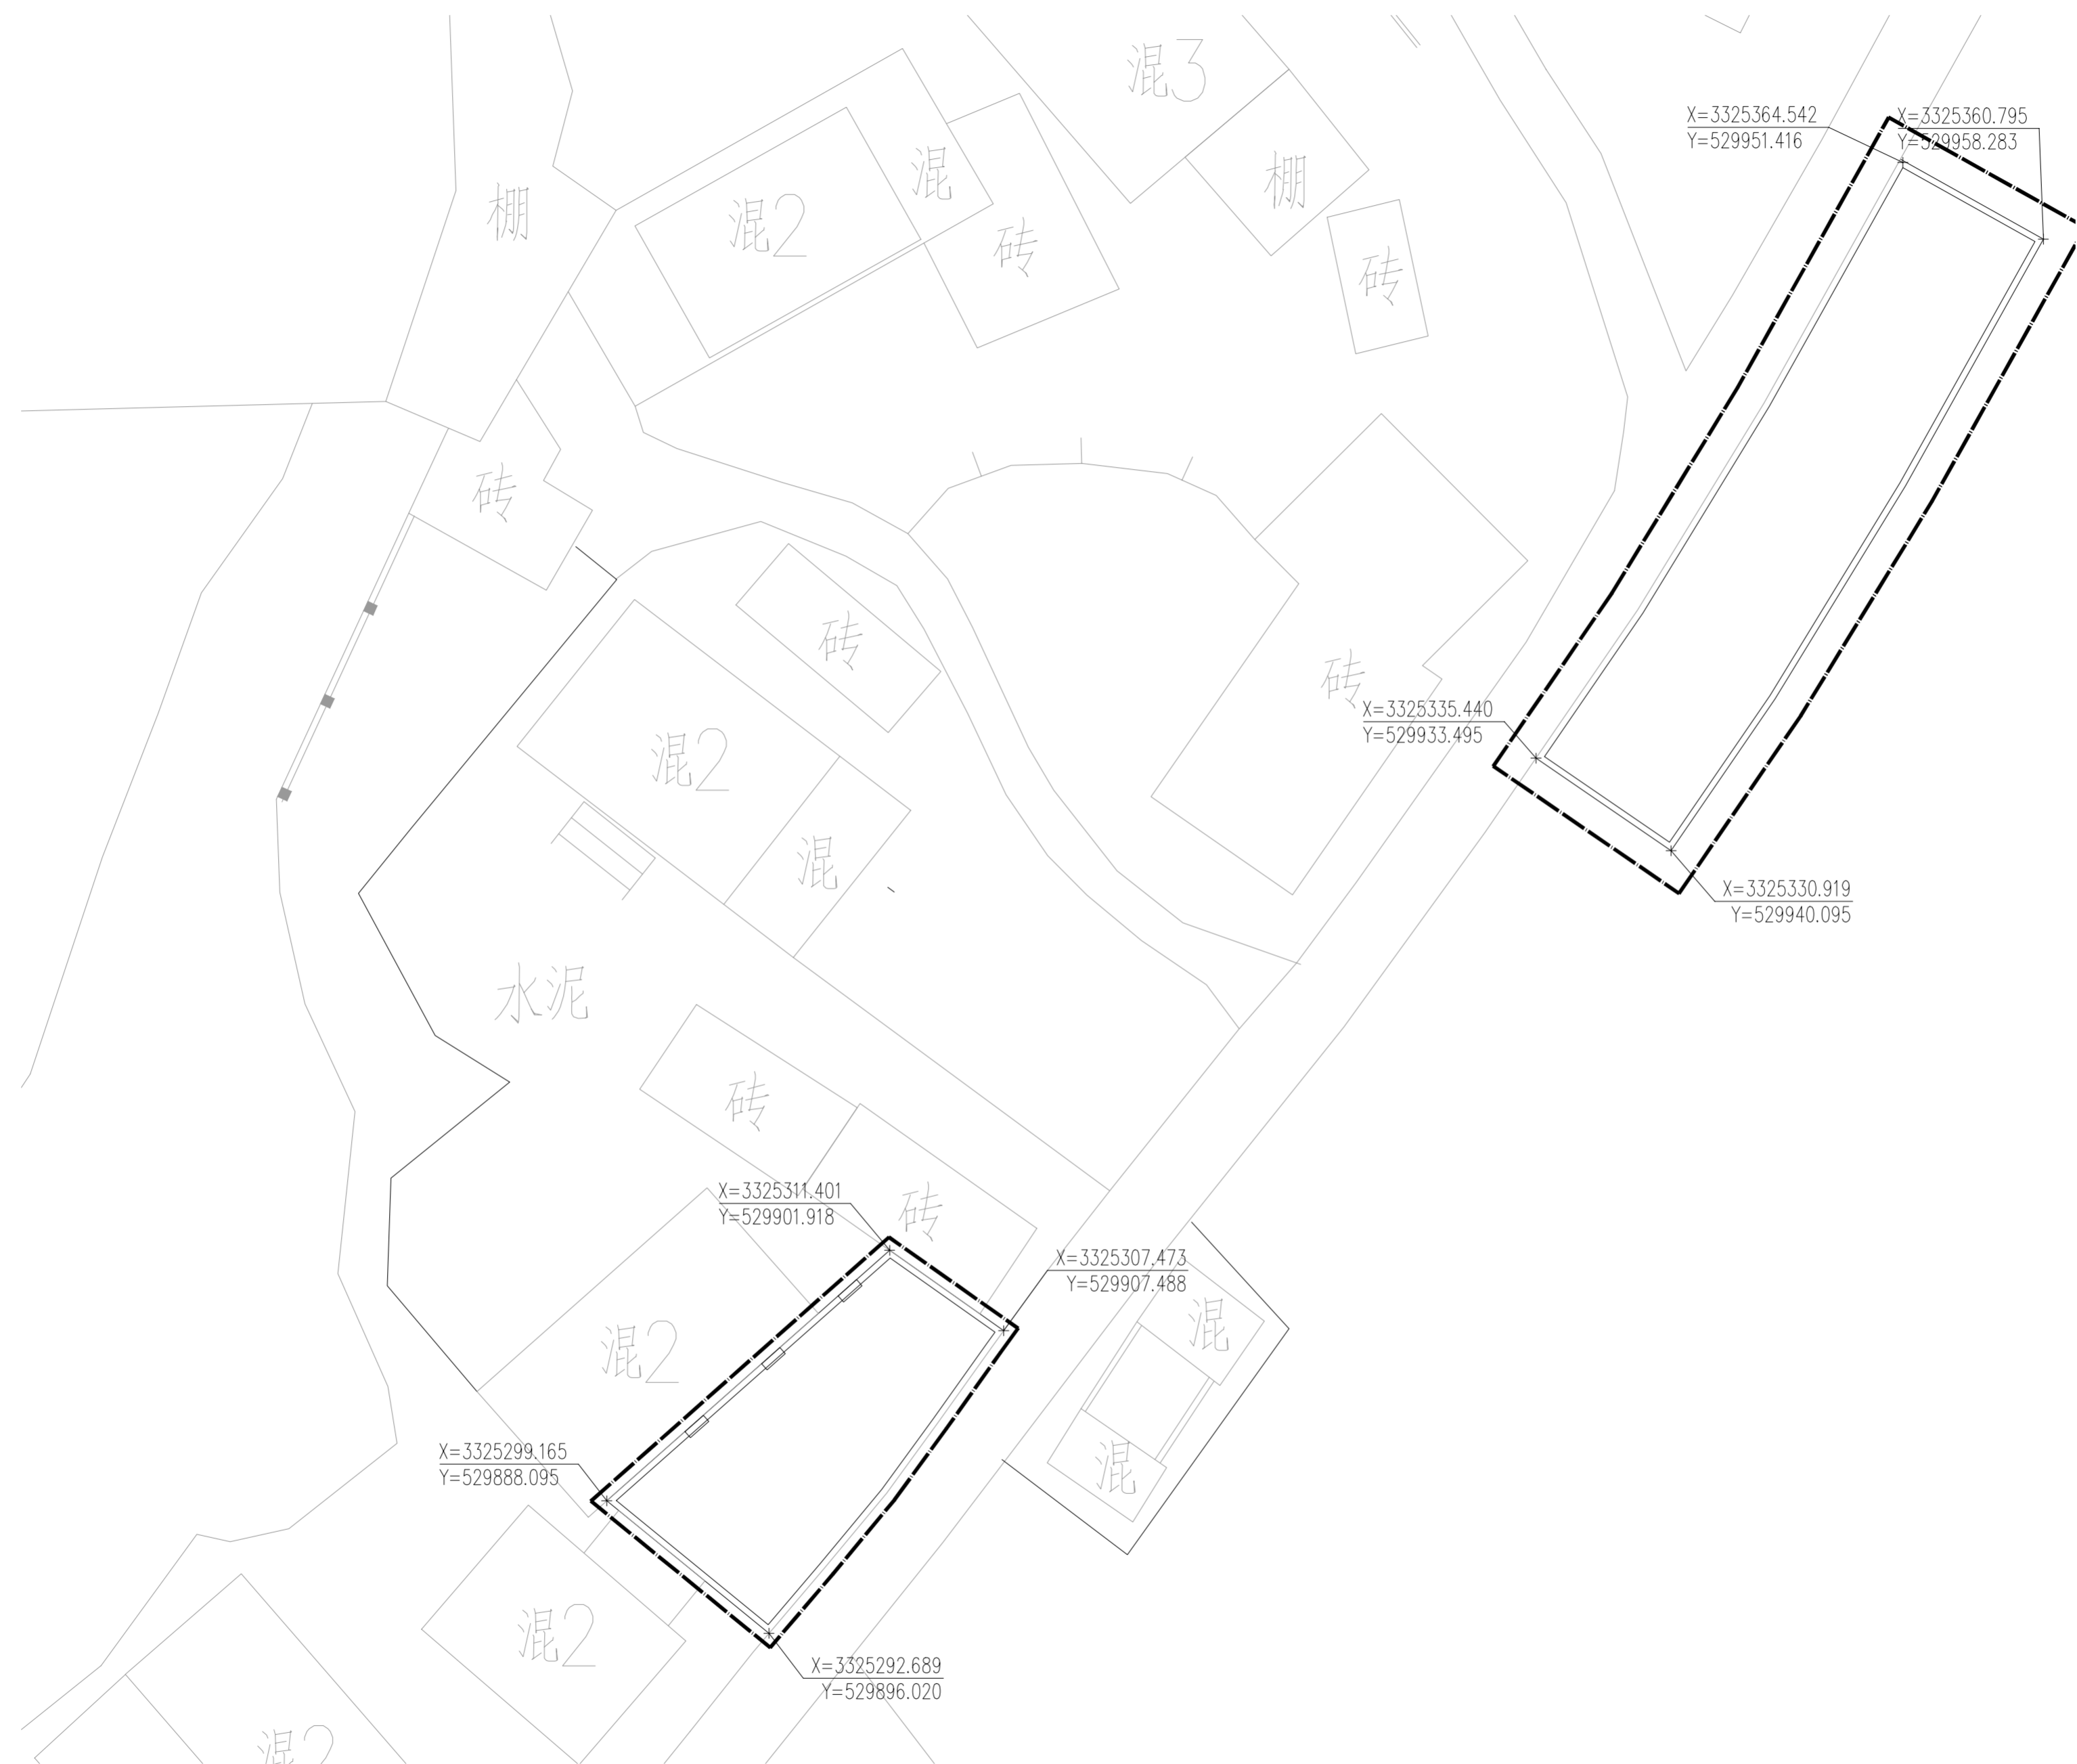 混3
X=3325364.542
Y=529951.416
X=3325360.795
Y=529958.283
混
棚
棚
混2
砖
砖
砖
砖
砖
X=3325335.440
Y=529933.495
混2
混
X=3325330.919
Y=529940.095
水泥
砖
X=3325311.401
Y=529901.918
砖
X=3325307.473
Y=529907.488
混
混2
X=3325299.165
Y=529888.095
混
混2
X=3325292.689
Y=529896.020
混2